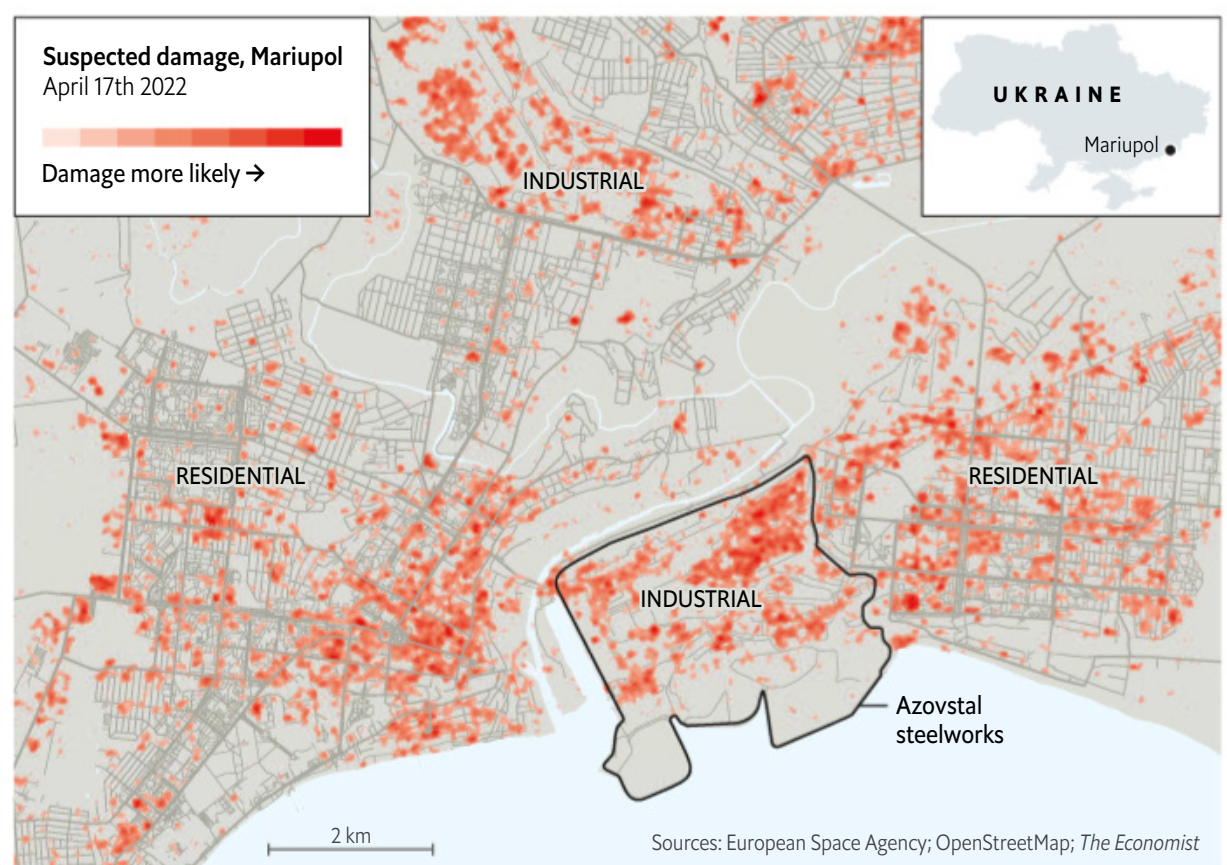 Suspected damage, Mariupol
April 17th 2022
Damage more likely →
UKRAINE
Mariupol
INDUSTRIAL
RESIDENTIAL
RESIDENTIAL
INDUSTRIAL
Azovstal
steelworks
2 km
Sources: European Space Agency; OpenStreetMap; The Economist